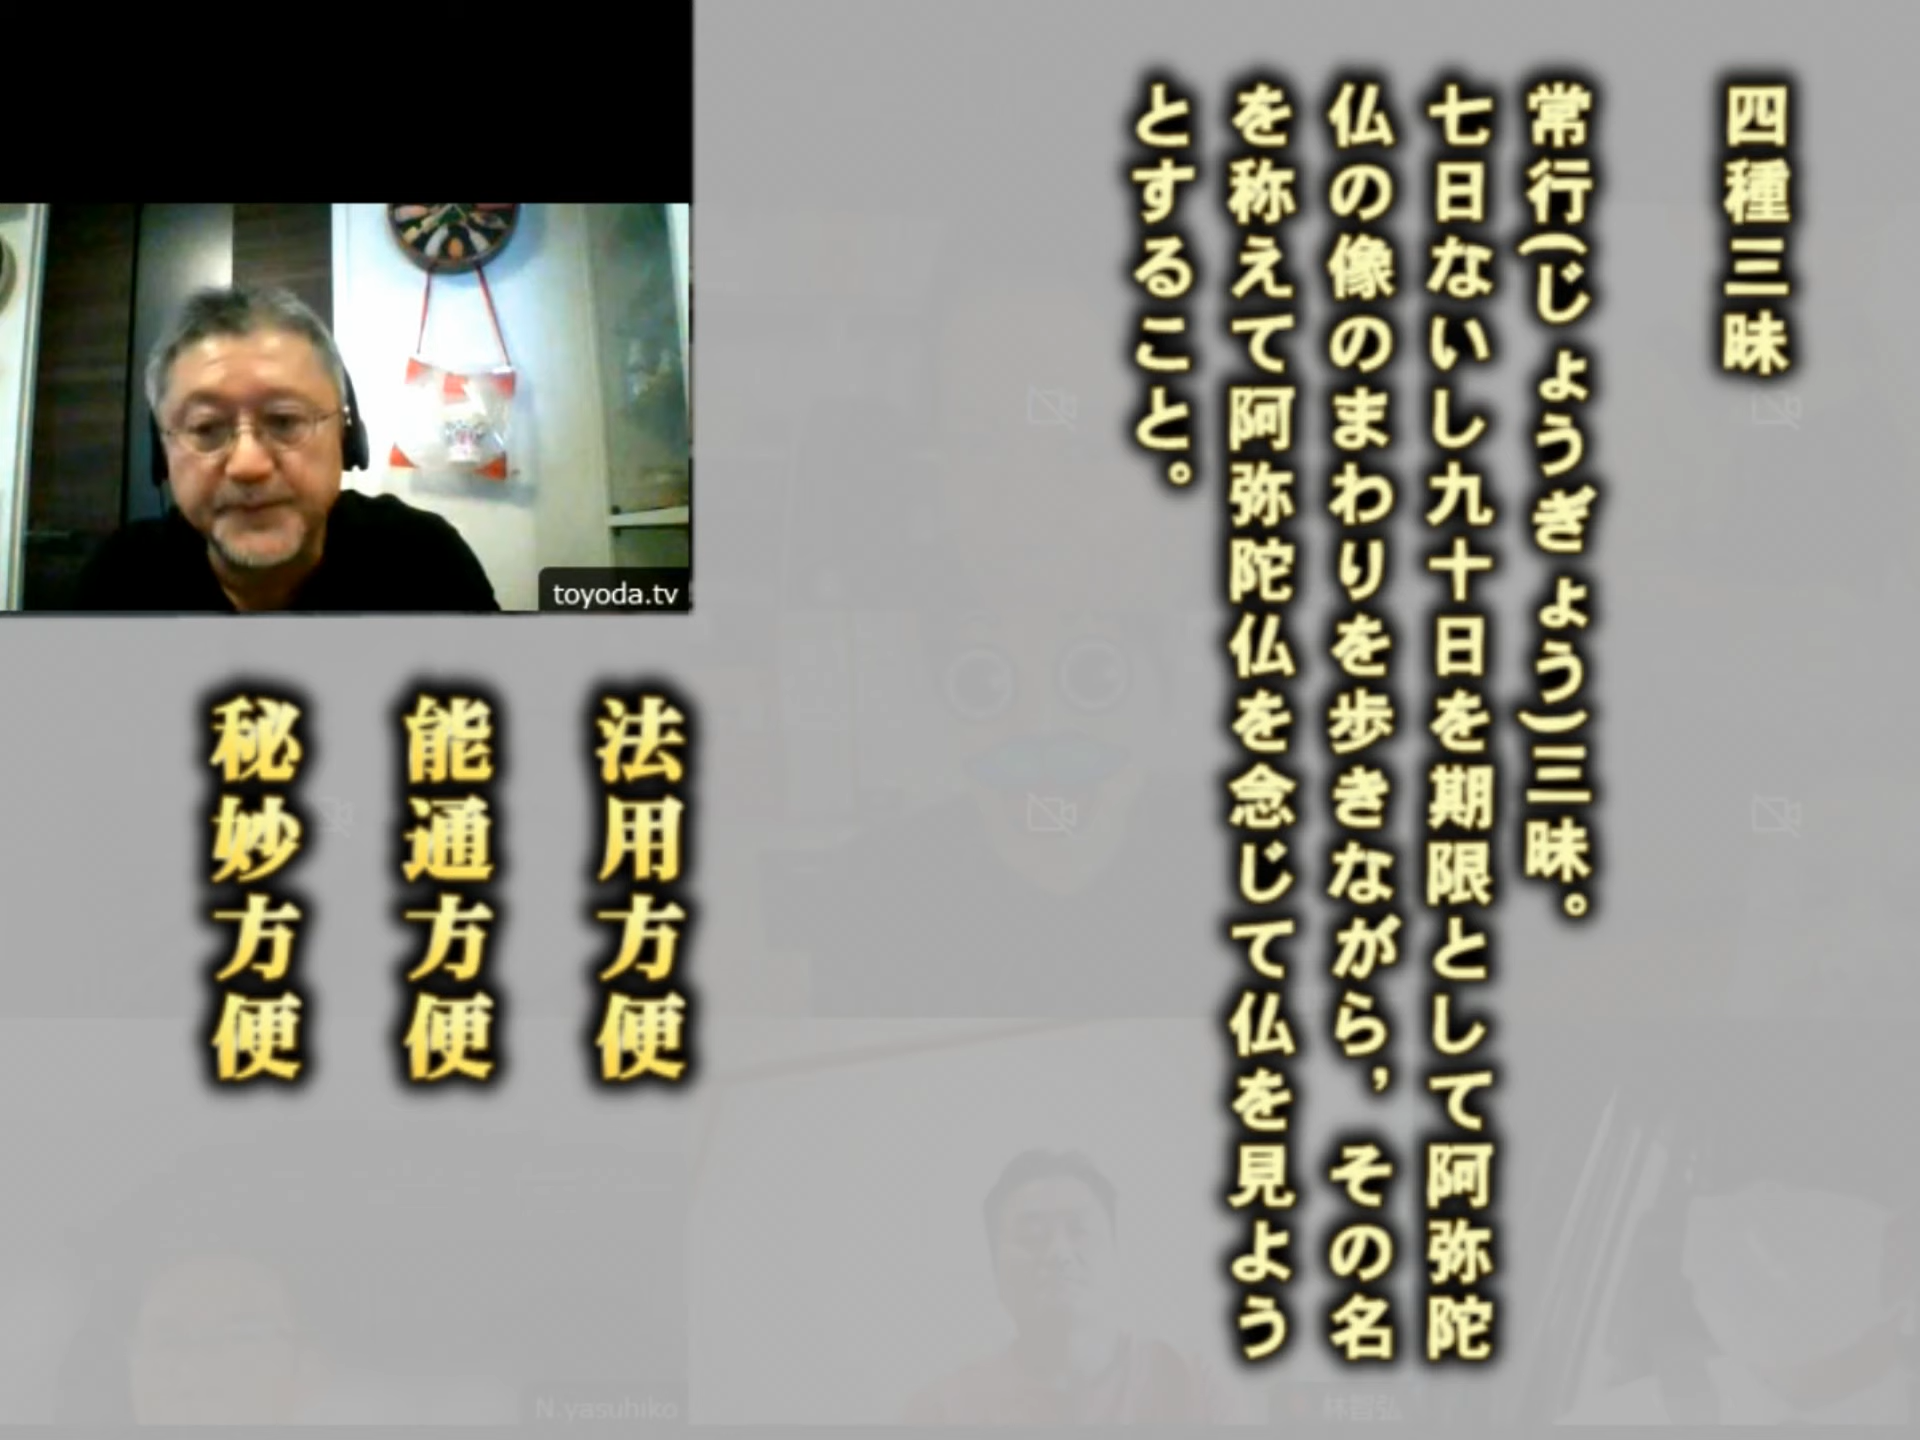 四種三昧
常行(じょうぎょう)三昧。
七日ないし九十日を期限として阿弥陀
仏の像のまわりを歩きながら，その名
を称えて阿弥陀仏を念じて仏を見よう
とすること。
toyoda.tv
法用方便
能通方便
秘妙方便
N.yasuhiko
林智弘